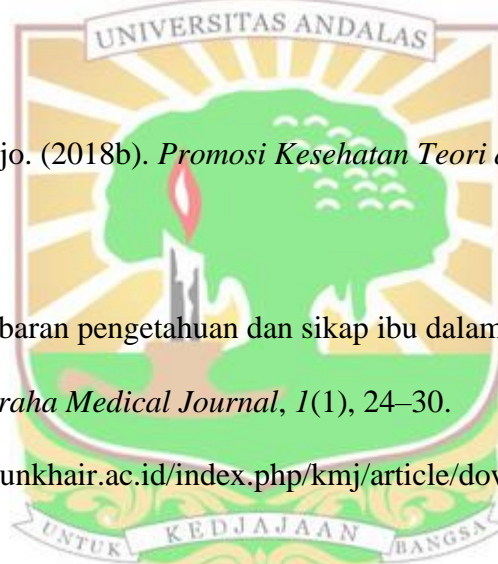 UNIVERSITAS ANDALAS
jo. (2018b). Promosi Kesehatan Teori
baran pengetahuan dan sikap ibu dalam
raha Medical Journal, 1(1), 24–30.
unkhair.ac.id/index.php/kmj/article/dov
UNTUK KEDJAJAAN BANGSA